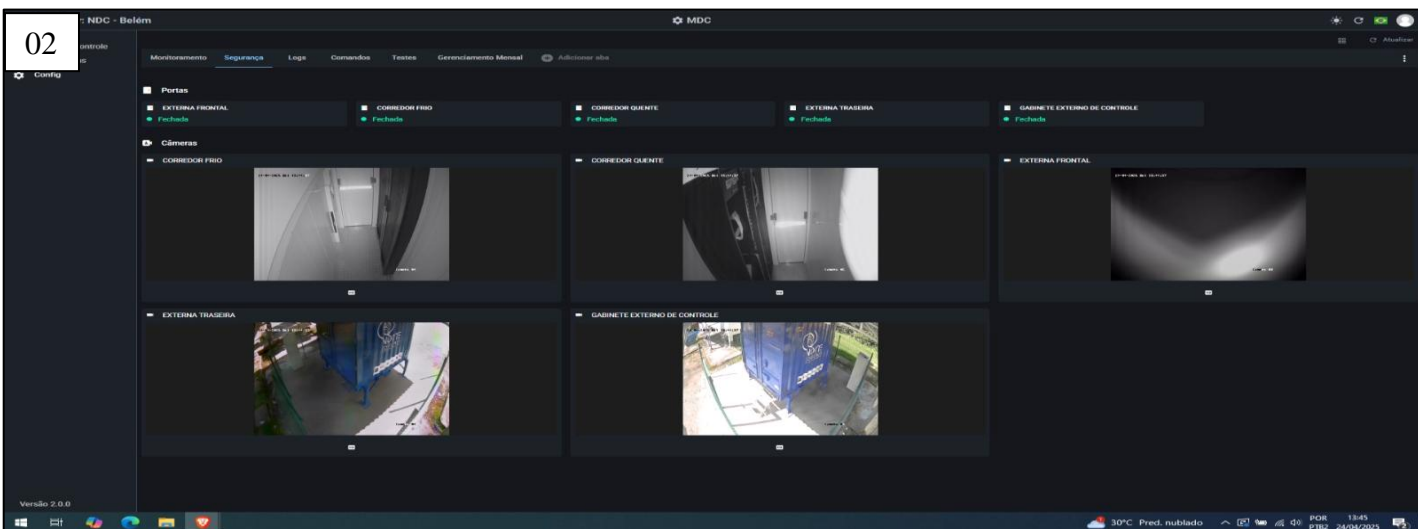 02
: NDC - Belém
MDC
ontrole
Atualizar
Config
Monitoramento Segurança Logs Comandos Testes Gerenciamento Mensal Adicionar aba
Portas
EXTERNA FRONTAL CORREDOR FRIO CORREDOR QUENTE EXTERNA TRASEIRA GABINETE EXTERNO DE CONTROLE
Fechada Fechada Fechada Fechada Fechada
Câmeras
CORREDOR FRIO CORREDOR QUENTE EXTERNA FRONTAL
EXTERNA TRASEIRA GABINETE EXTERNO DE CONTROLE
Versão 2.0.0
30°C Pred. nublado
POR 13:45
PTB2 24/04/2025